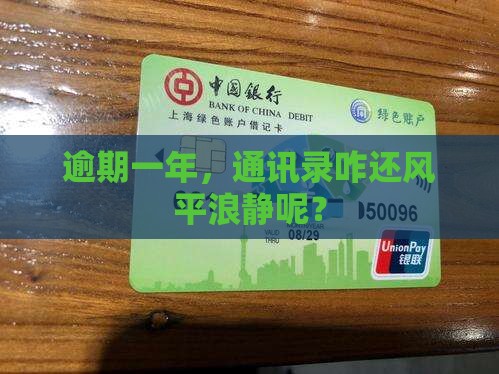 中國銀行
BANK OF CHINA
DEBIT
上海绿色账户借记卡
绿色账户
逾期一年，通讯录咋还风
平浪静呢？
50096
VALID
THRU
08/29
UnionPay
银联